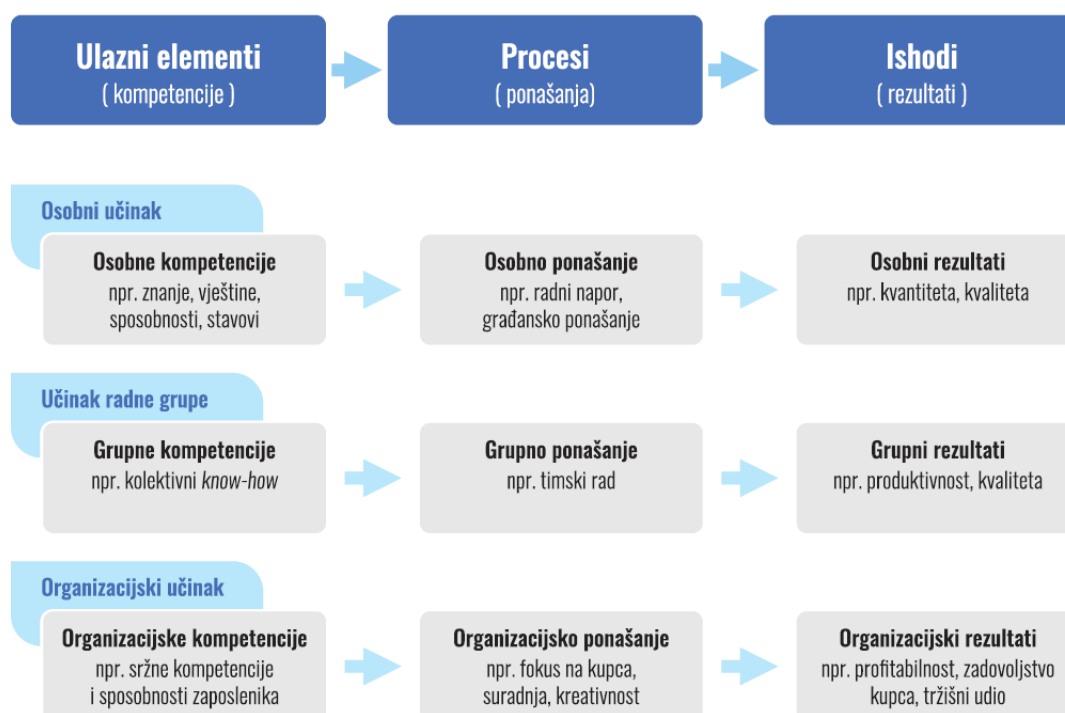 Ulazni elementi
( kompetencije )
Procesi
( ponašanja)
Ishodi
( rezultati )
Osobni učinak
Osobne kompetencije
npr. znanje, vještine,
sposobnosti, stavovi
Osobno ponašanje
npr. radni napor,
građansko ponašanje
Osobni rezultati
npr. kvantiteta, kvaliteta
Učinak radne grupe
Grupne kompetencije
npr. kolektivni know-how
Grupno ponašanje
npr. timski rad
Grupni rezultati
npr. produktivnost, kvaliteta
Organizacijski učinak
Organizacijske kompetencije
npr. sržne kompetencije
i sposobnosti zaposlenika
Organizacijsko ponašanje
npr. fokus na kupca,
suradnja, kreativnost
Organizacijski rezultati
npr. profitabilnost, zadovoljstvo
kupca, tržišni udio